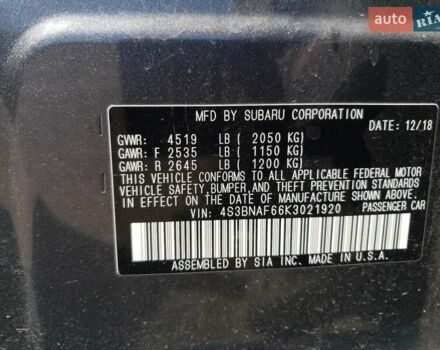 auto RIA
MFD BY SUBARU CORPORATION
DATE: 12/18
GVWR: 4519 LB ( 2050 KG)
GAWR: F 2535 LB ( 1150 KG)
GAWR: R 2645 LB ( 1200 KG)
THIS VEHICLE CONFORMS TO ALL APPLICABLE FEDERAL MOTOR
VEHICLE SAFETY,BUMPER,AND THEFT PREVENTION STANDARDS
IN EFFECT ON THE DATE OF MANUFACTURE SHOWN ABOVE.
VIN: 4S3BNAF66K3021920 PASSENGER CAR
ASSEMBLED BY SIA INC. MADE IN U.S.A.